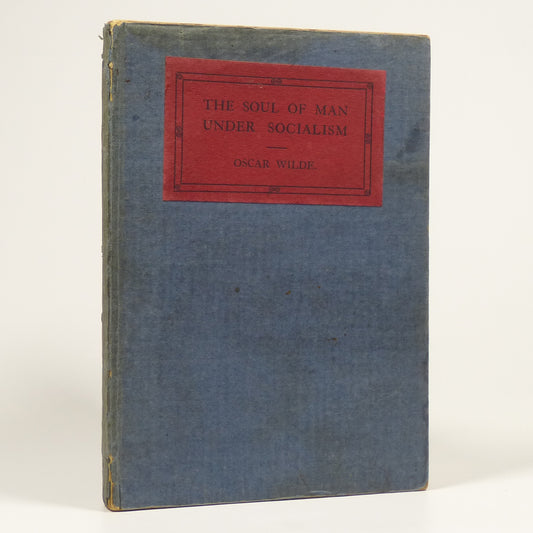 THE SOUL OF MAN
UNDER SOCIALISM
OSCAR WILDE.